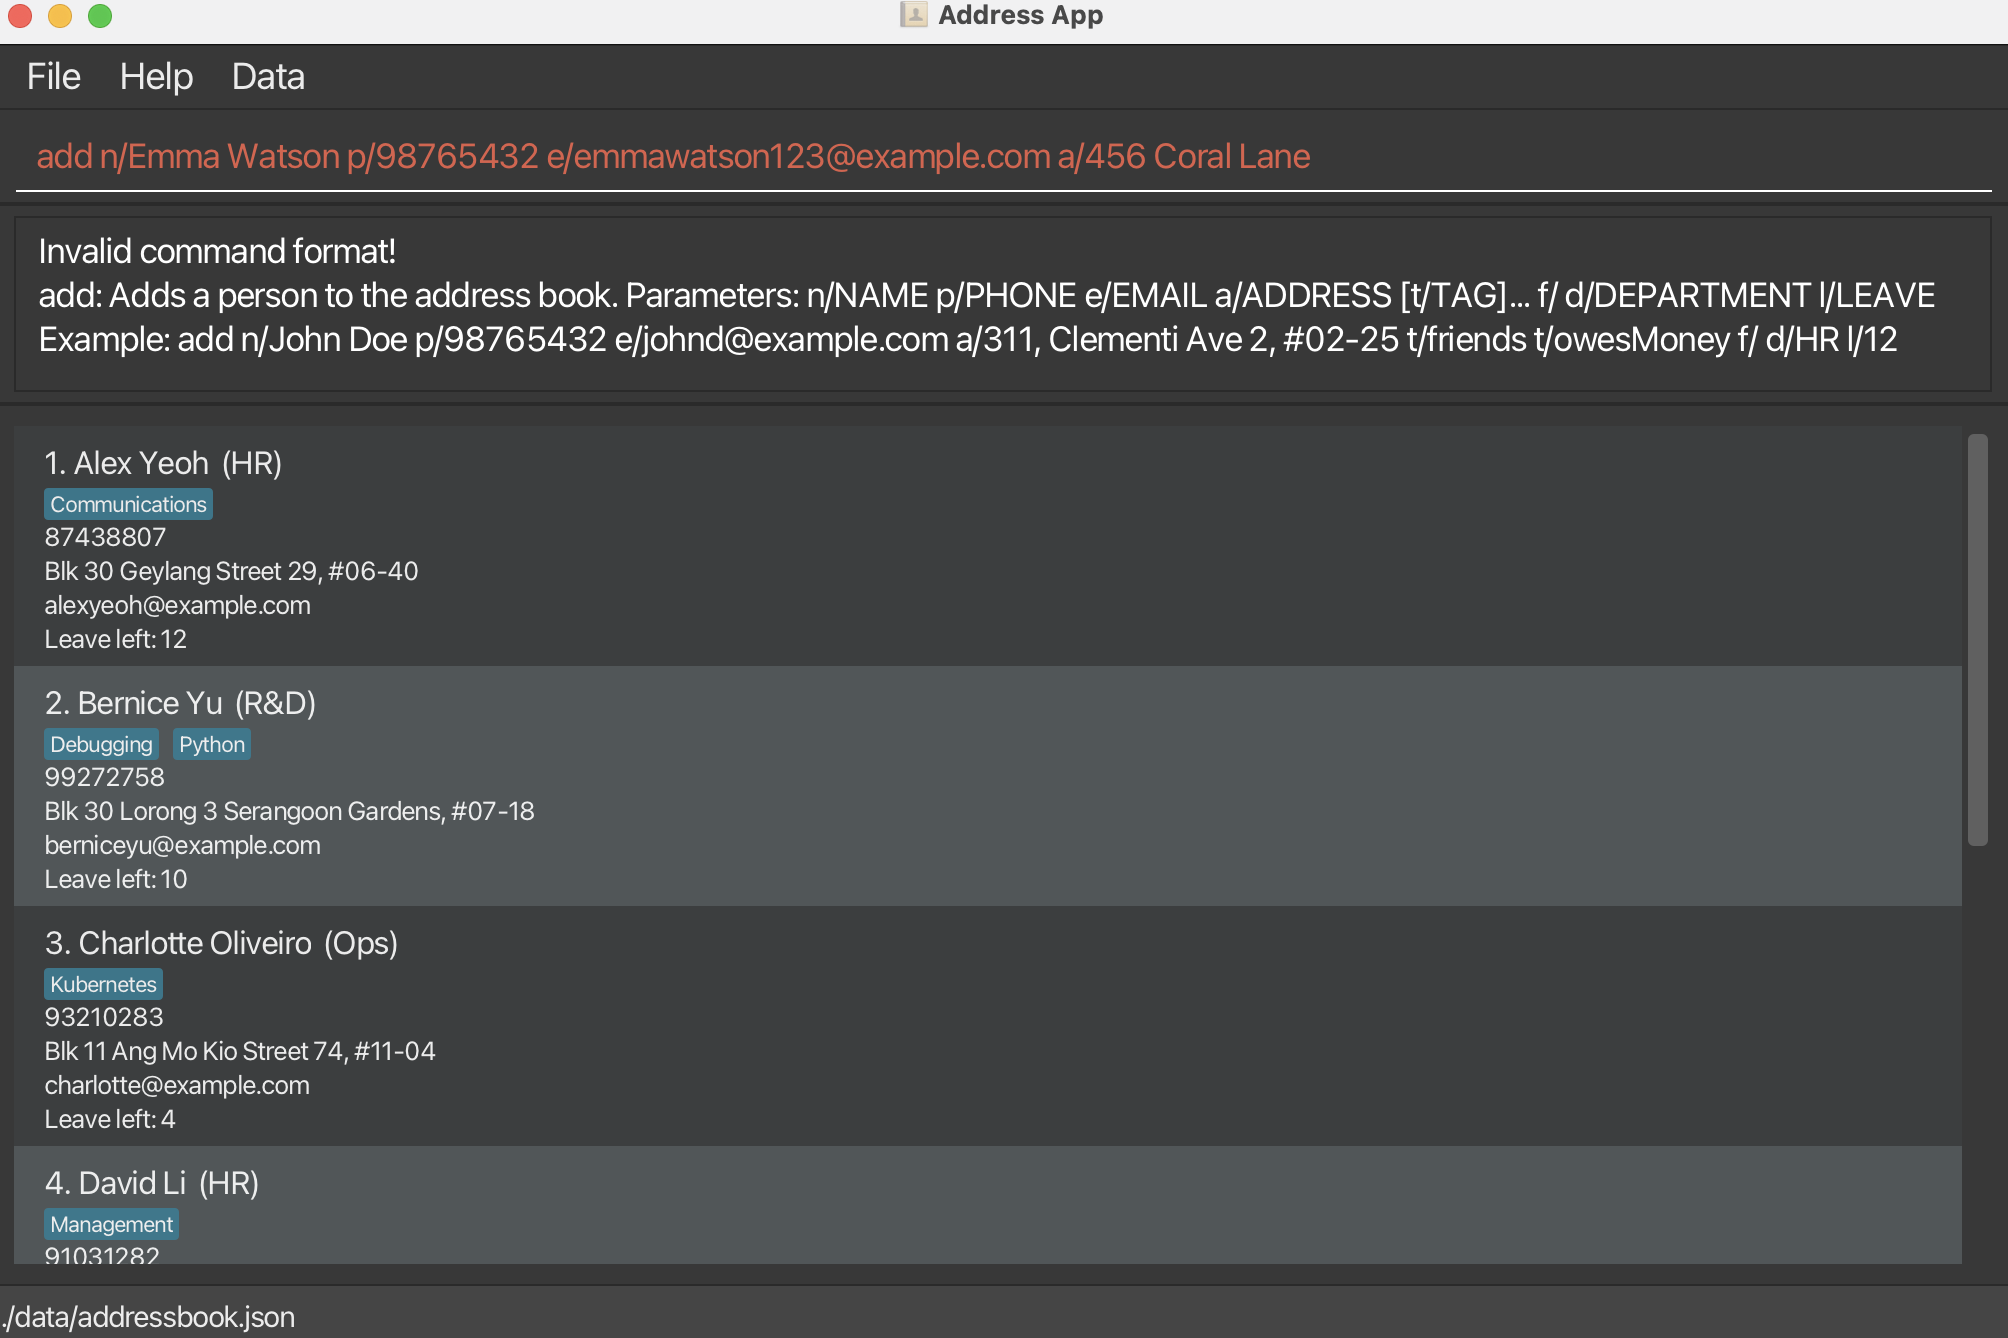 Address App
File Help Data
add n/Emma Watson p/98765432 e/emmawatson123@example.com a/456 Coral Lane
Invalid command format!
add: Adds a person to the address book. Parameters: n/NAME p/PHONE e/EMAIL a/ADDRESS [t/TAG]... f/ d/DEPARTMENT l/LEAVE
Example: add n/John Doe p/98765432 e/johnd@example.com a/311, Clementi Ave 2, #02-25 t/friends t/owesMoney f/ d/HR l/12
1. Alex Yeoh (HR)
Communications
87438807
Blk 30 Geylang Street 29, #06-40
alexyeoh@example.com
Leave left: 12
2. Bernice Yu (R&D)
Debugging Python
99272758
Blk 30 Lorong 3 Serangoon Gardens, #07-18
berniceyu@example.com
Leave left: 10
3. Charlotte Oliveiro (Ops)
Kubernetes
93210283
Blk 11 Ang Mo Kio Street 74, #11-04
charlotte@example.com
Leave left: 4
4. David Li (HR)
Management
91031282
./data/addressbook.json